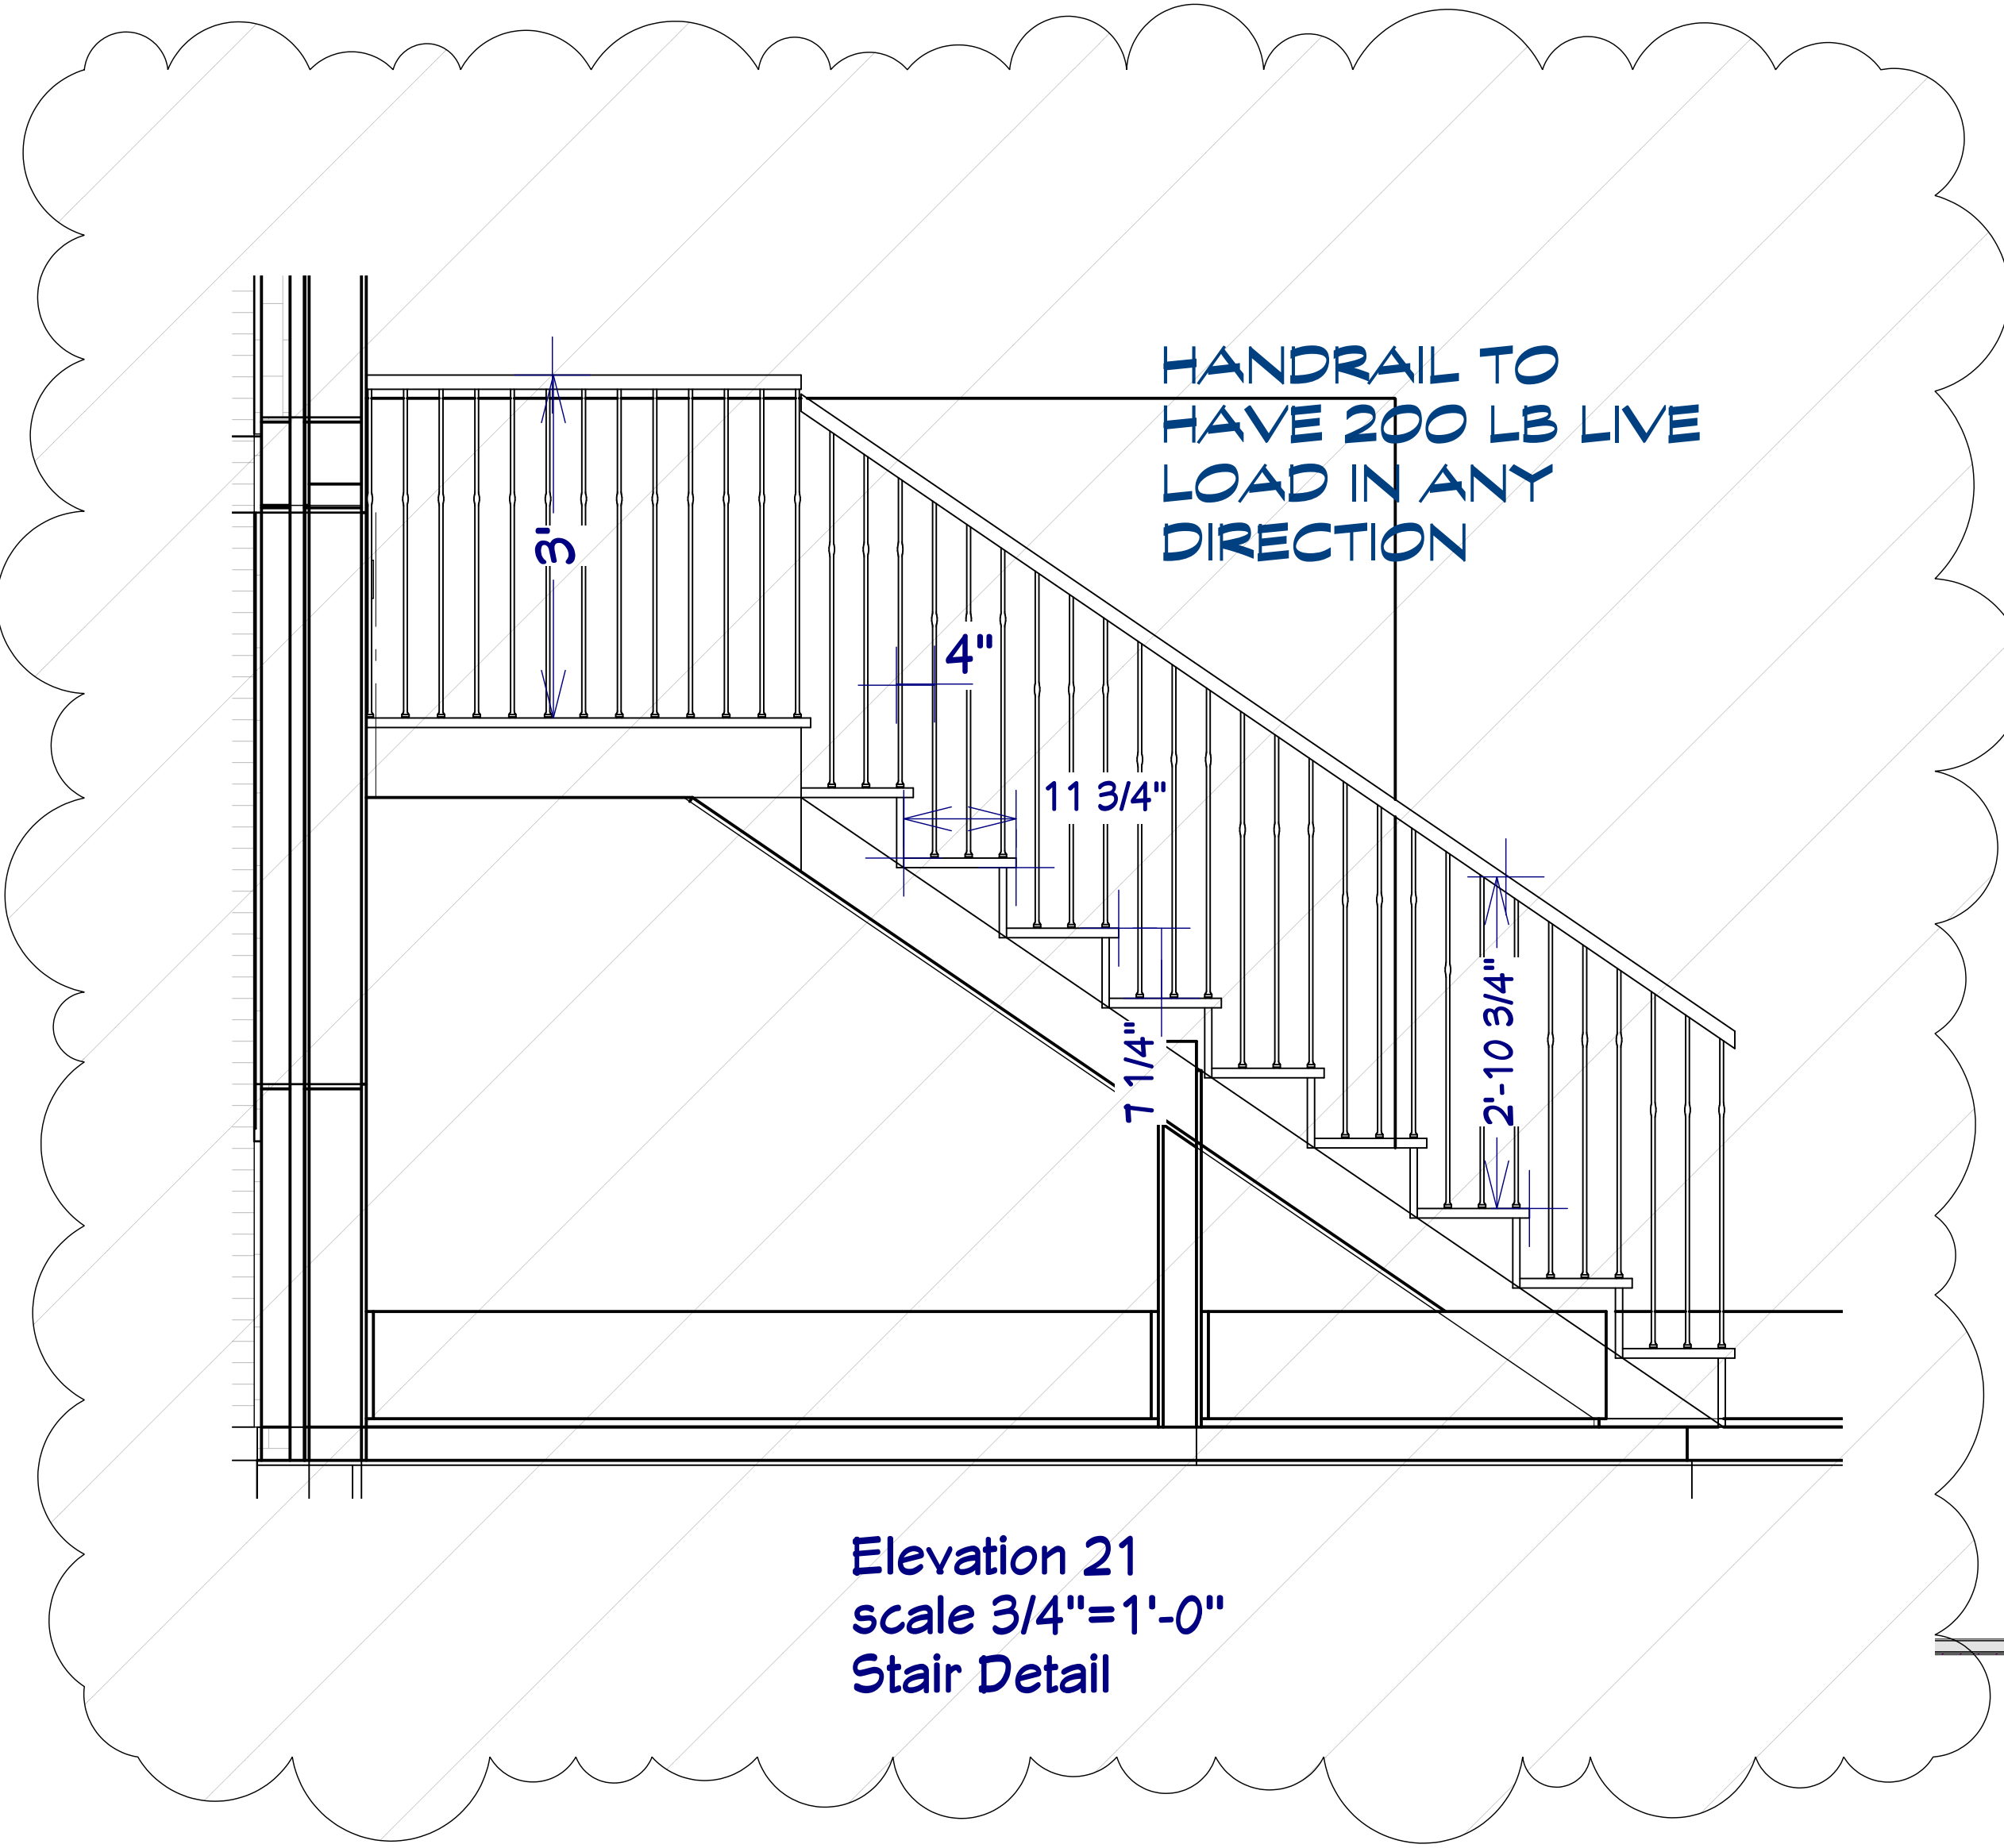 HANDRAIL TO
HAVE 200 LB LIVE
LOAD IN ANY
DIRECTION
3'
4"
11 3/4"
7 1/4"
2'-10 3/4"
Elevation 21
scale 3/4"=1'-0"
Stair Detail